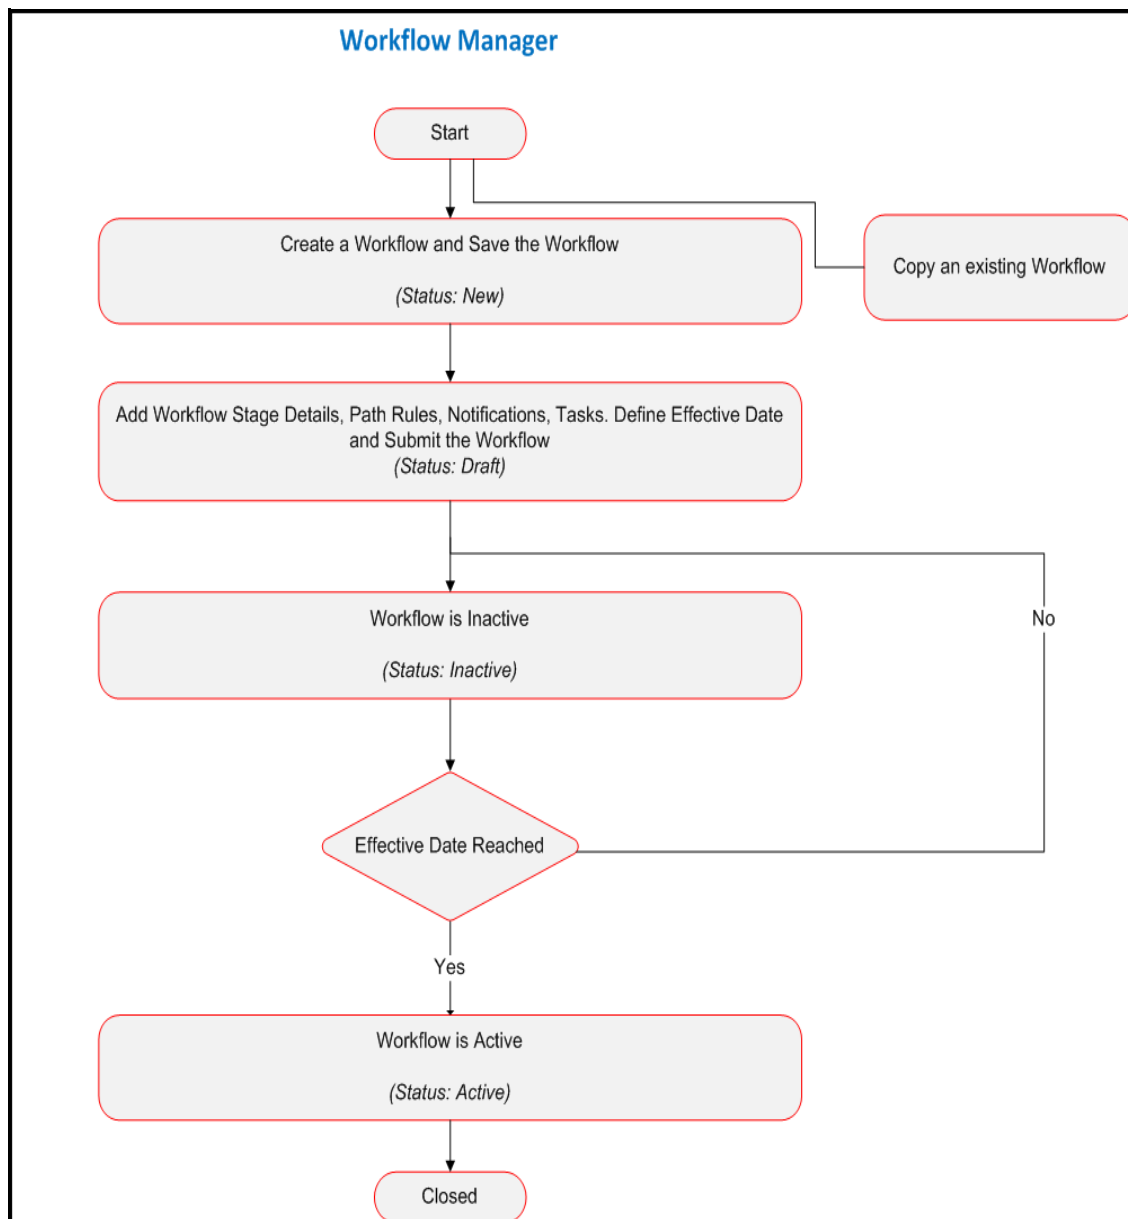 Workflow Manager
Start
Create a Workflow and Save the Workflow
(Status: New)
Copy an existing Workflow
Add Workflow Stage Details, Path Rules, Notifications, Tasks. Define Effective Date
and Submit the Workflow
(Status: Draft)
Workflow is Inactive
(Status: Inactive)
No
Effective Date Reached
Yes
Workflow is Active
(Status: Active)
Closed